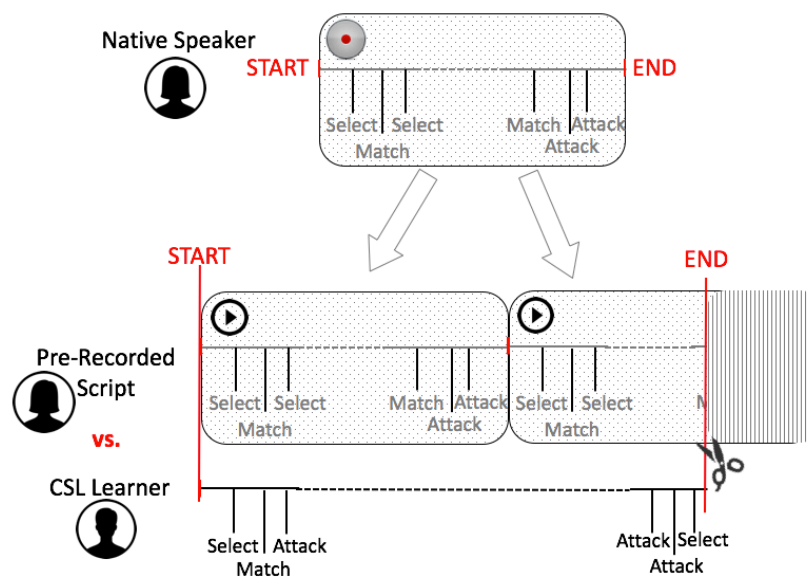 Native Speaker
START
END
Select
Select
Match
Attack
Match
Attack
START
END
Pre-Recorded
Script
Select
Select
Match
Attack
Select
Select
M
Match
Attack
Match
vs.
CSL Learner
Select
Attack
Attack
Select
Match
Attack